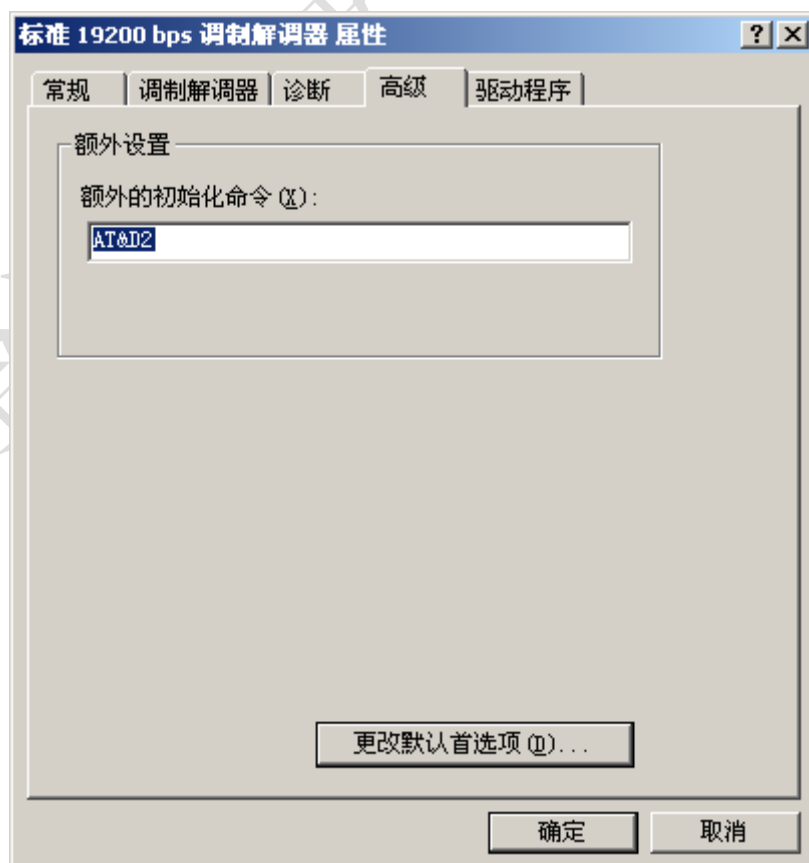 标准 19200 bps 调制解调器 属性
常规 调制解调器 诊断 高级 驱动程序
额外设置
额外的初始化命令(X):
AT&D2
更改默认首选项(D)...
确定 取消